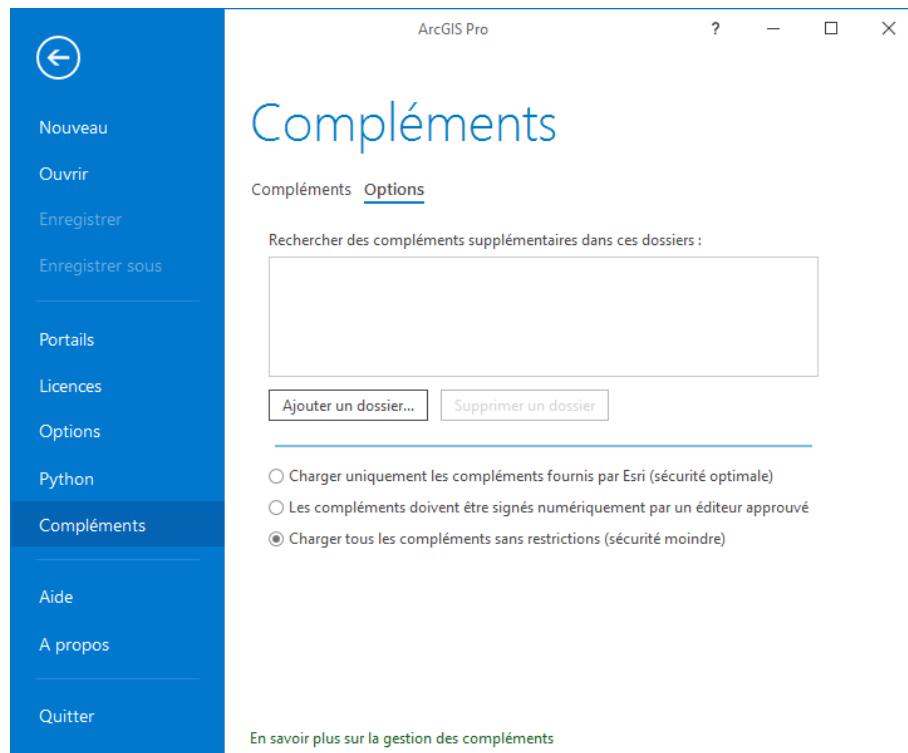 ArcGIS Pro
?
Nouveau
Ouvrir
Enregistrer
Enregistrer sous
Portails
Licences
Options
Python
Compléments
Aide
A propos
Quitter
Compléments
Compléments Options
Rechercher des compléments supplémentaires dans ces dossiers :
Ajouter un dossier... Supprimer un dossier
Charger uniquement les compléments fournis par Esri (sécurité optimale)
Les compléments doivent être signés numériquement par un éditeur approuvé
Charger tous les compléments sans restrictions (sécurité moindre)
En savoir plus sur la gestion des compléments